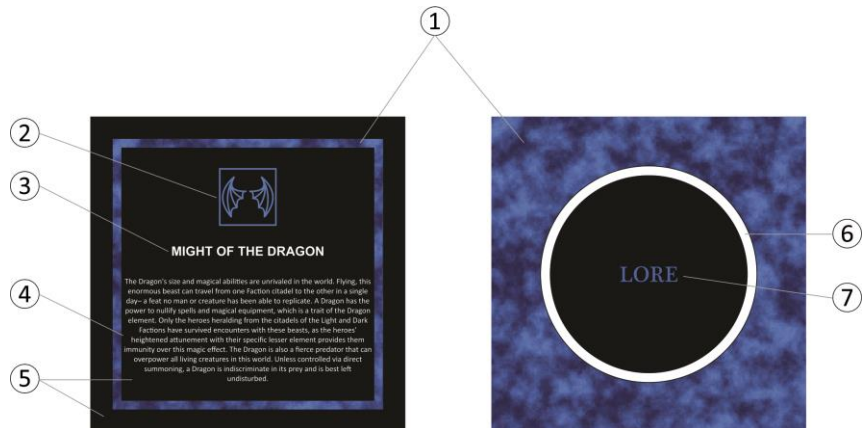 1
2
3
MIGHT OF THE DRAGON
The Dragon's size and magical abilities are unrivaled in the world. Flying, this
enormous beast can travel from one Faction citadel to the other in a single
day– a feat no man or creature has been able to replicate. A Dragon has the
power to nullify spells and magical equipment, which is a trait of the Dragon
element. Only the heroes heralding from the citadels of the Light and Dark
Factions have survived encounters with these beasts, as the heroes'
heightened attunement with their specific lesser element provides them
immunity over this magic effect. The Dragon is also a fierce predator that can
overpower all living creatures in this world. Unless controlled via direct
summoning, a Dragon is indiscriminate in its prey and is best left
undisturbed.
4
5
LORE
6
7